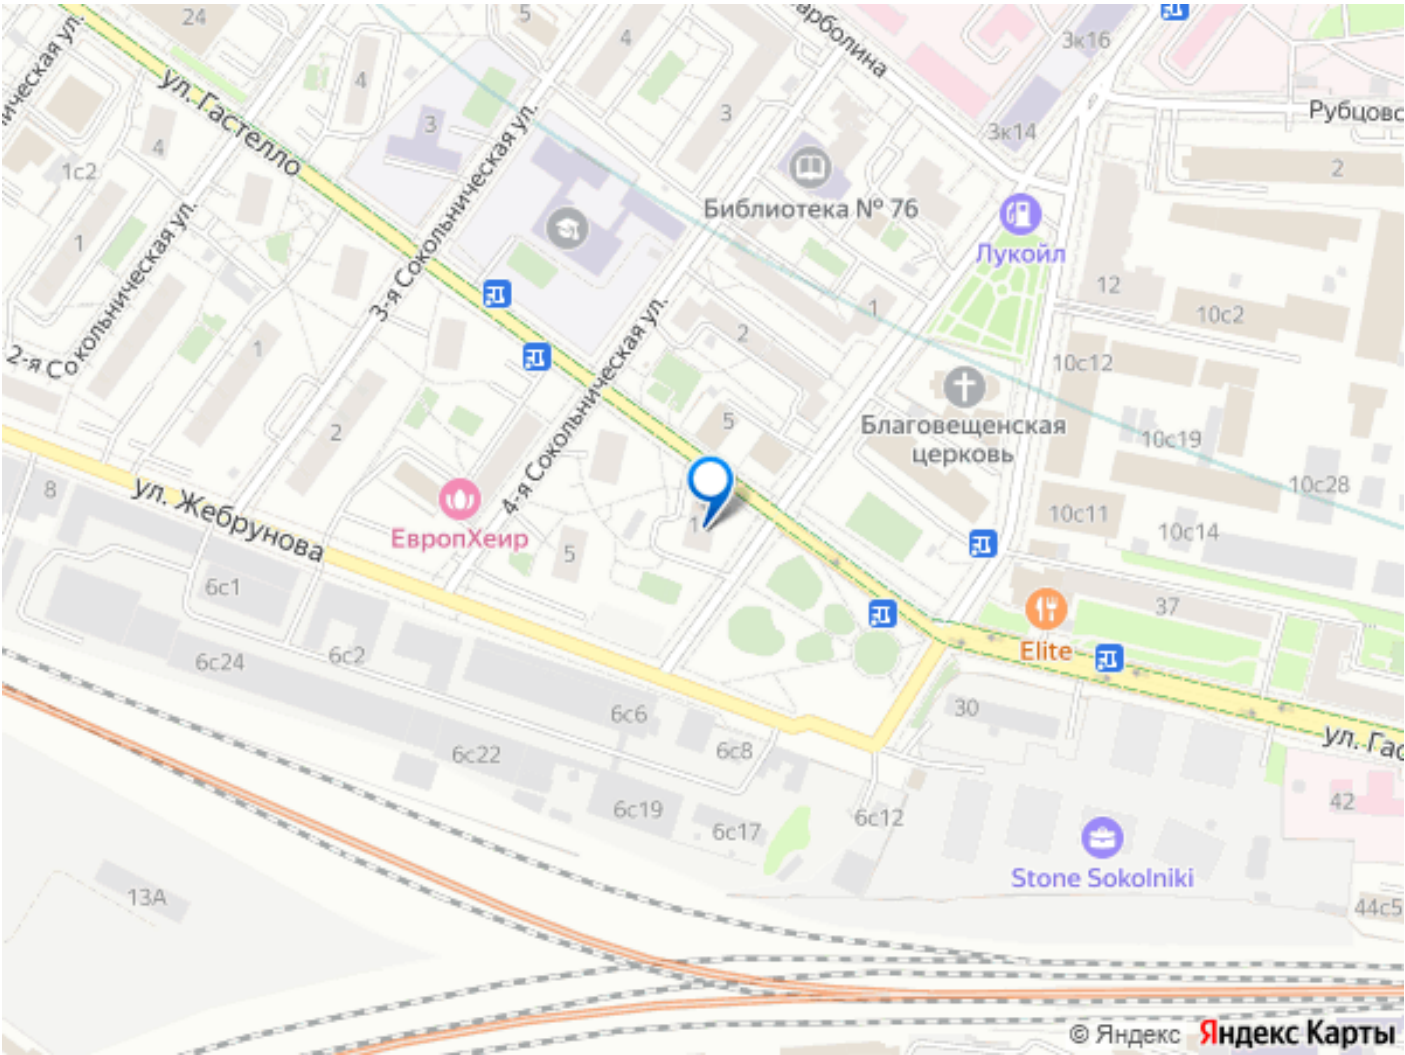 24
5
4
арболина
3к16
ическая ул.
ул. Гастелло
4
3
3
3к14
Рубцовс
4
1с2
2
Библиотека № 76
Лукойл
3-я Сокольническая ул.
1
2-я Сокольническая ул.
12
1
10с2
2
1
10с12
4-я Сокольническая ул.
5
Благовещенская
церковь
2
10с19
10с28
8
ул. Жебрунова
ЕвропХеир
10с11
1
10с14
5
6с1
37
Elite
6с2
6с24
30
6с6
ул. Гас
6с8
6с22
42
6с19
6с17
6с12
Stone Sokolniki
13А
44с5
© Яндекс Яндекс Карты